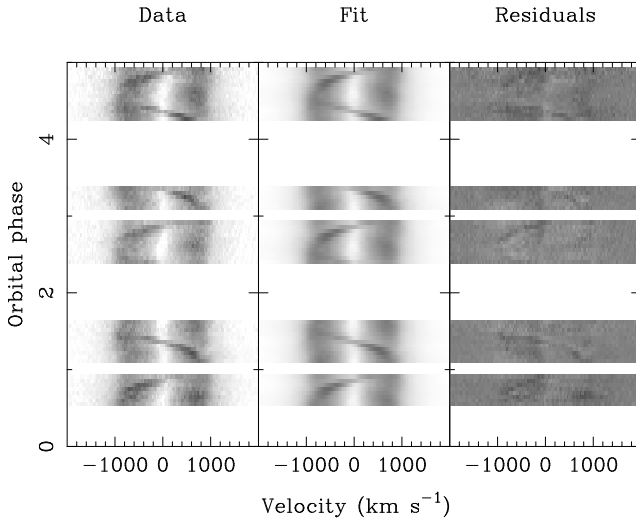 Data Fit Residuals
Orbital phase
4
2
0
−1000 0 1000 −1000 0 1000 −1000 0 1000
Velocity (km s⁻¹)